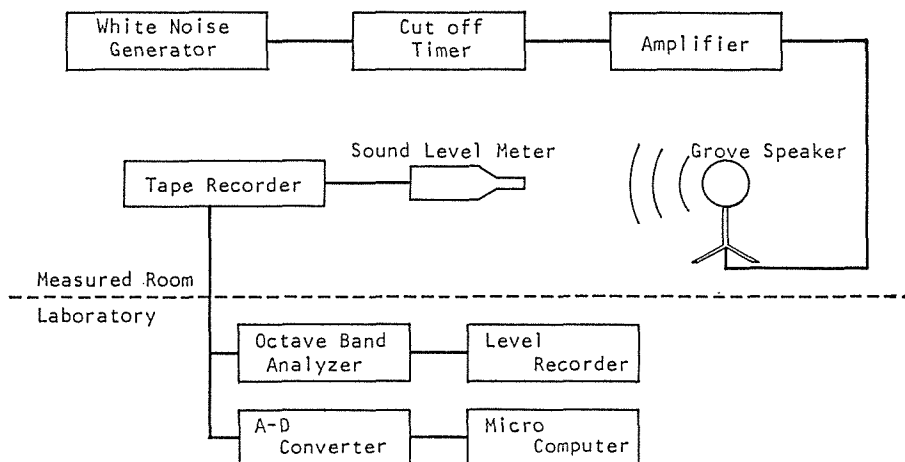 White Noise
Generator
Cut off
Timer
Amplifier
Sound Level Meter
Grove Speaker
Tape Recorder
Measured Room
Laboratory
Octave Band
Analyzer
Level
Recorder
A-D
Converter
Micro
Computer